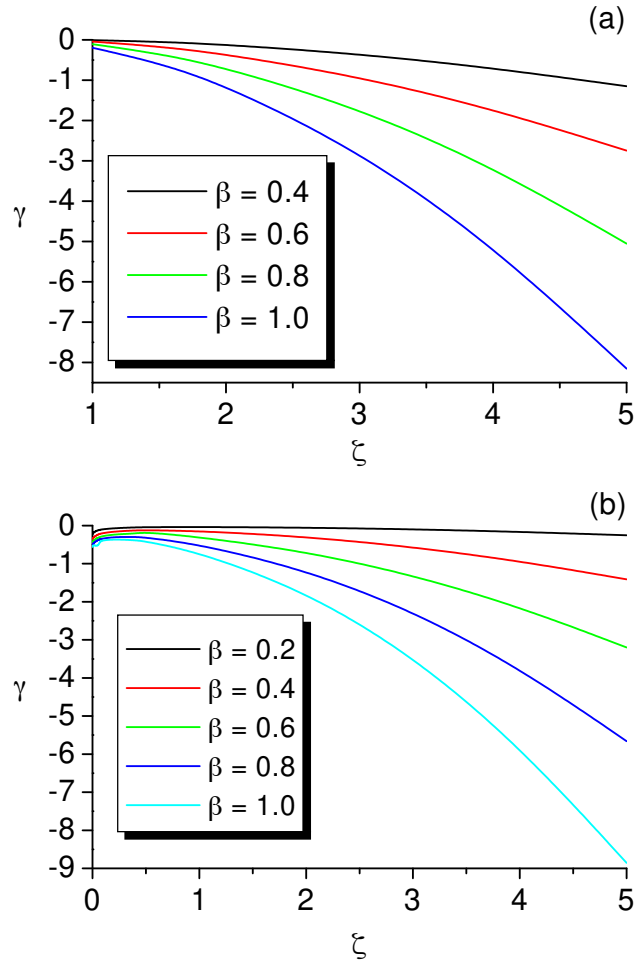 (a)
0
-1
-2
-3
-4
-5
-6
-7
-8
γ
β = 0.4
β = 0.6
β = 0.8
β = 1.0
1 2 3 4 5
ζ
(b)
0
-1
-2
-3
-4
-5
-6
-7
-8
-9
γ
β = 0.2
β = 0.4
β = 0.6
β = 0.8
β = 1.0
0 1 2 3 4 5
ζ